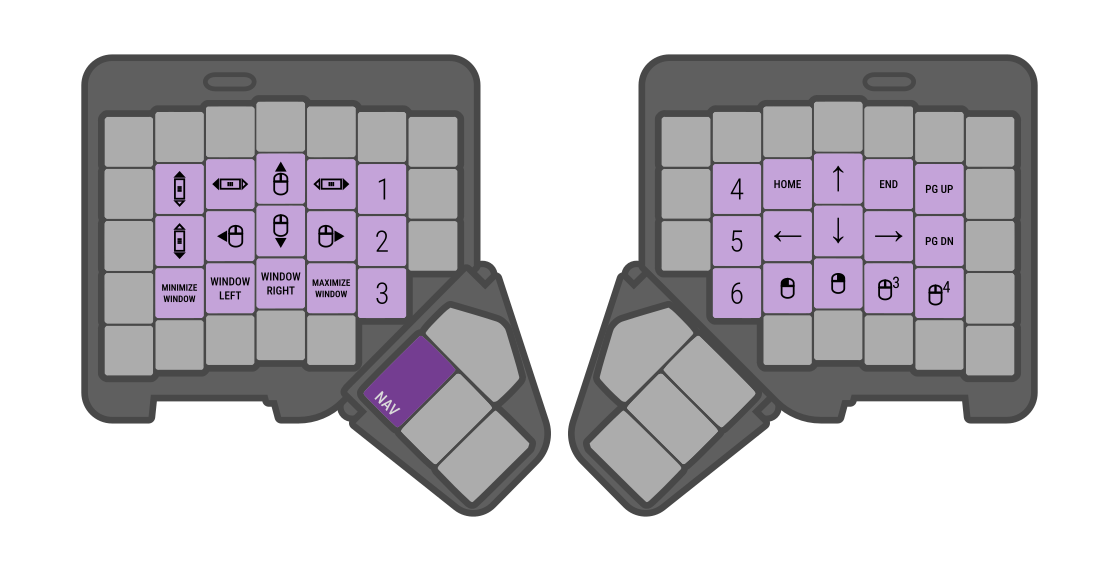 1
4
HOME
↑
END
PG UP
2
5
←
↓
→
PG DN
MINIMIZE
WINDOW
WINDOW
LEFT
WINDOW
RIGHT
MAXIMIZE
WINDOW
3
6
3
4
NAV